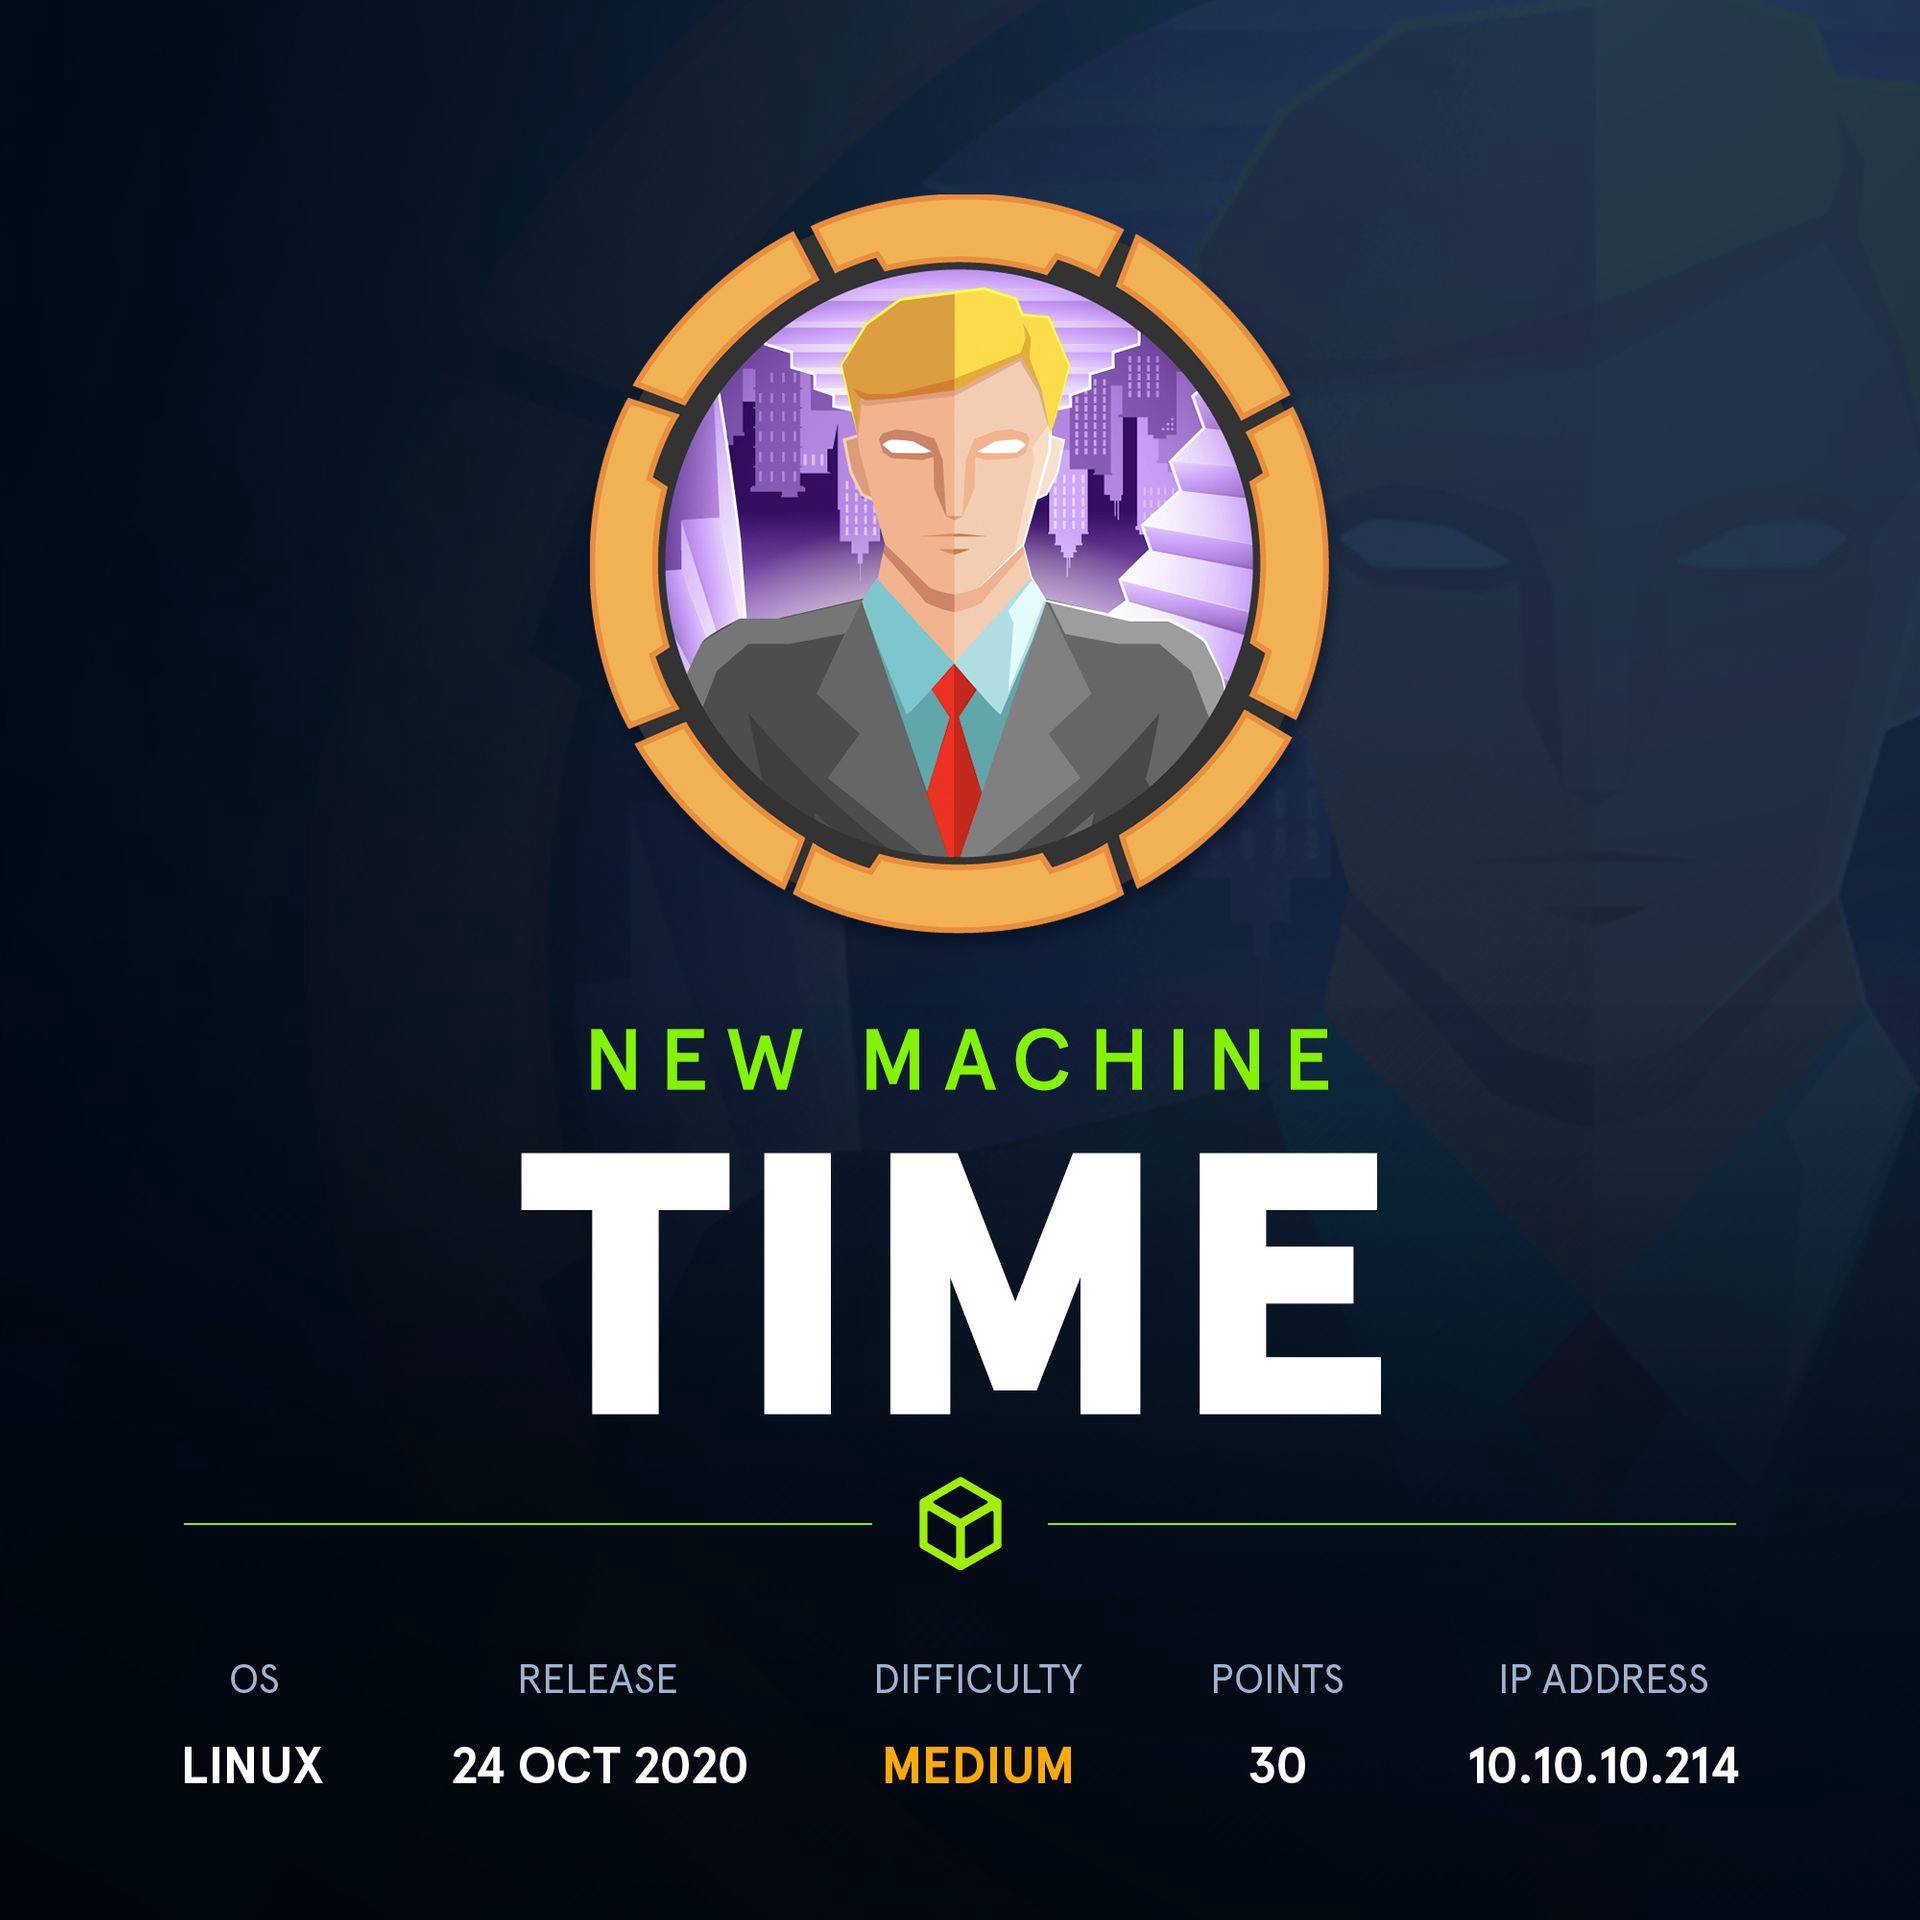 NEW MACHINE
TIME
OS RELEASE DIFFICULTY POINTS IP ADDRESS
LINUX 24 OCT 2020 MEDIUM 30 10.10.10.214